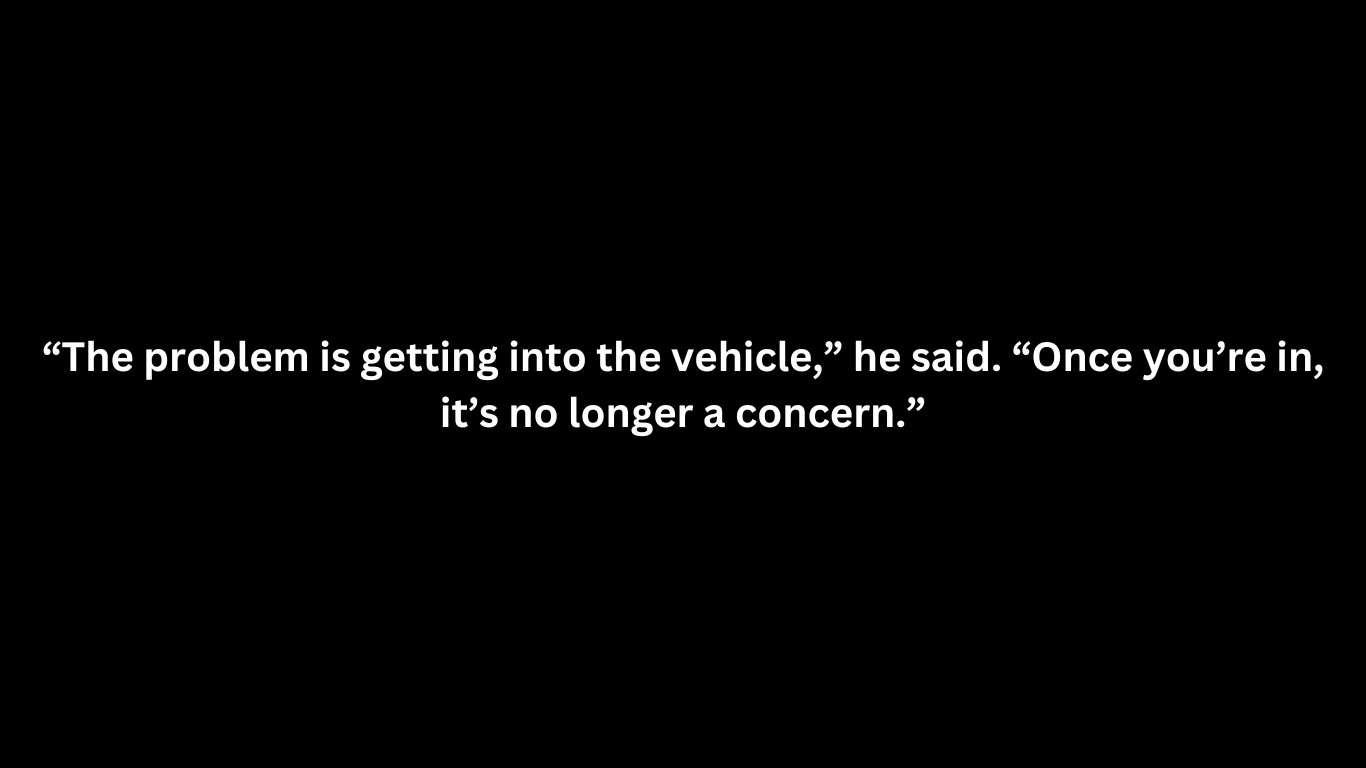 “The problem is getting into the vehicle,” he said. “Once you’re in,
it’s no longer a concern.”